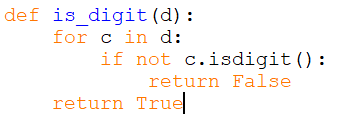 def is_digit(d):
    for c in d:
        if not c.isdigit():
            return False
    return True